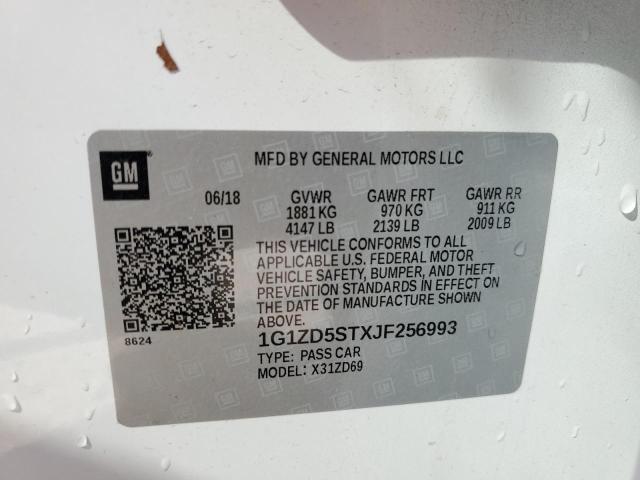 GM
MFD BY GENERAL MOTORS LLC
06/18 GVWR GAWR FRT GAWR RR
1881 KG 970 KG 911 KG
4147 LB 2139 LB 2009 LB
THIS VEHICLE CONFORMS TO ALL
APPLICABLE U.S. FEDERAL MOTOR
VEHICLE SAFETY, BUMPER, AND THEFT
PREVENTION STANDARDS IN EFFECT ON
THE DATE OF MANUFACTURE SHOWN
ABOVE.
8624
1G1ZD5STXJF256993
TYPE: PASS CAR
MODEL: X31ZD69